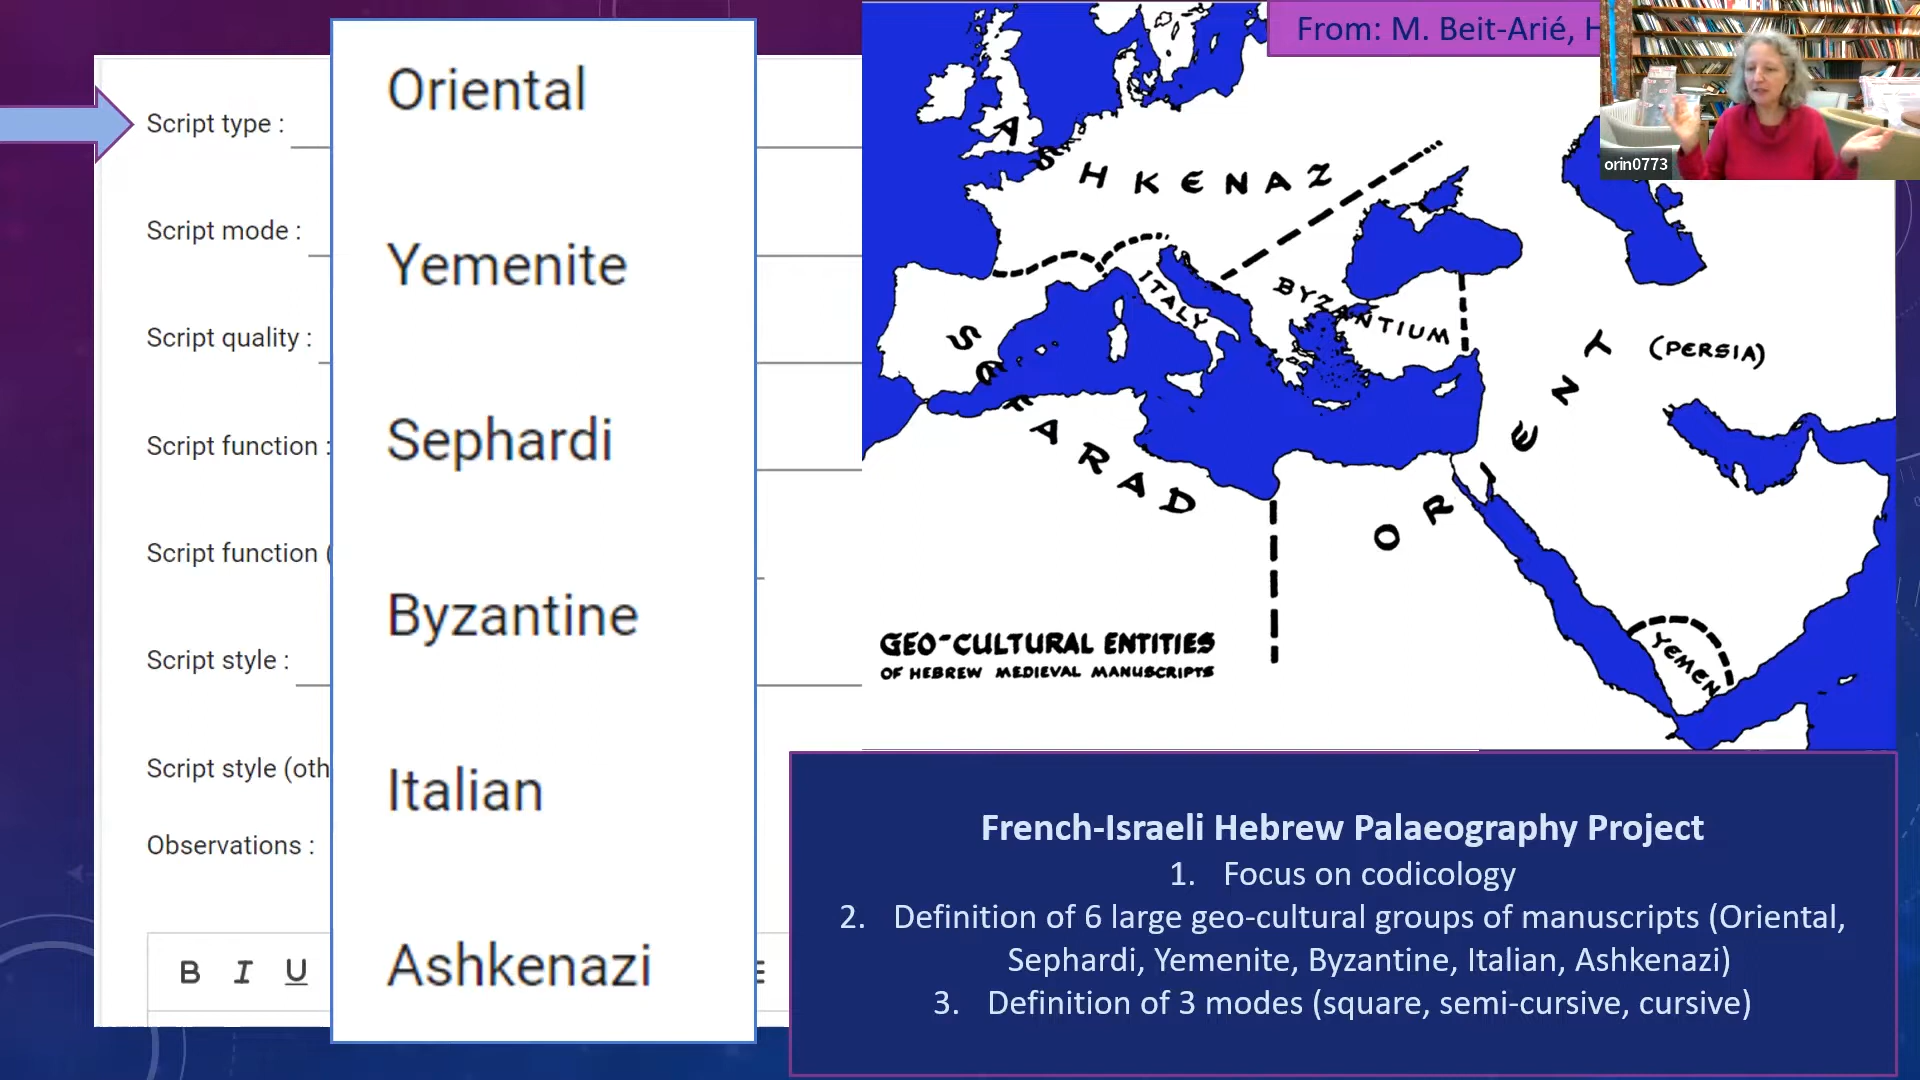 Script type :
Script mode :
Script quality :
Script function :
Script function (
Script style :
Script style (oth
Observations :
B I U
Oriental
Yemenite
Sephardi
Byzantine
Italian
Ashkenazi
From: M. Beit-Arié, H
orin0773
ASHKENAZ
ITALY
BYZANTIUM
SEFARAD
ORIENT
(PERSIA)
YEMEN
GEO-CULTURAL ENTITIES
OF HEBREW MEDIEVAL MANUSCRIPTS
French-Israeli Hebrew Palaeography Project
1. Focus on codicology
2. Definition of 6 large geo-cultural groups of manuscripts (Oriental,
Sephardi, Yemenite, Byzantine, Italian, Ashkenazi)
3. Definition of 3 modes (square, semi-cursive, cursive)